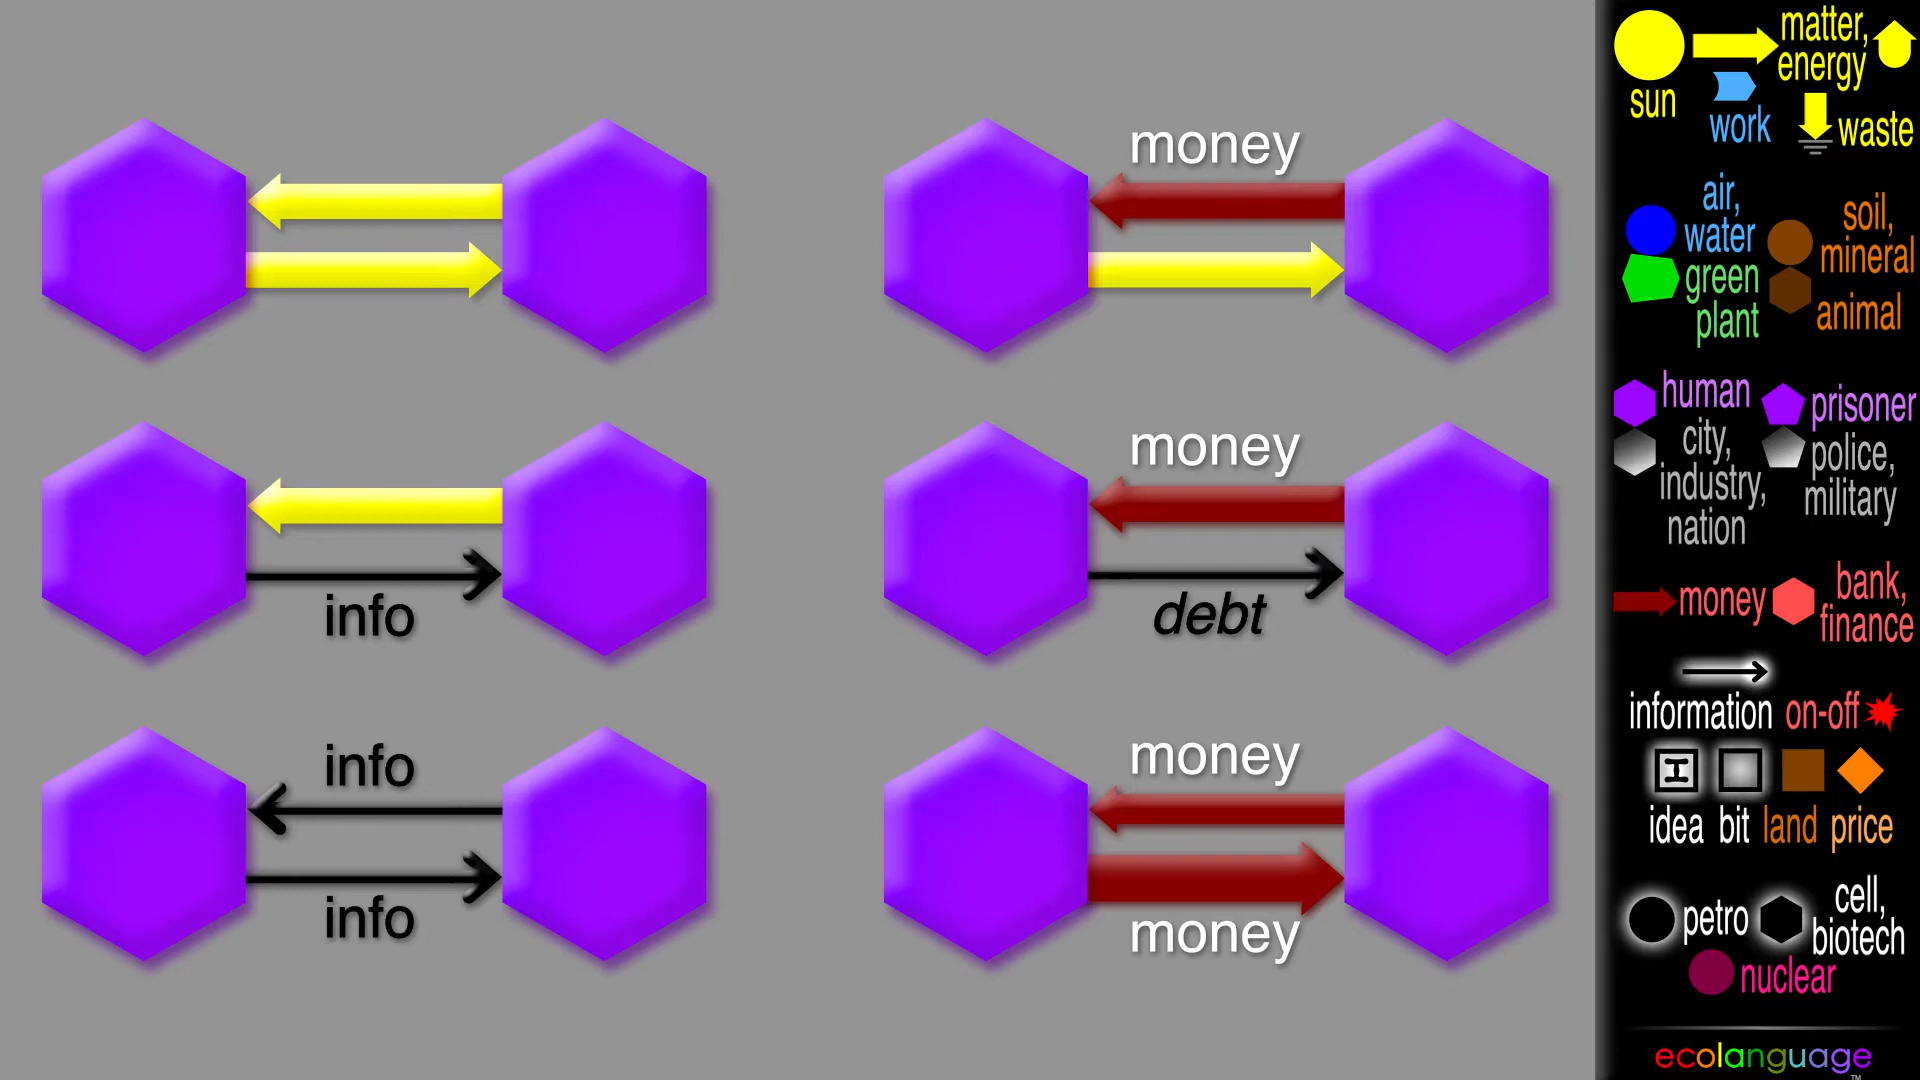 money
money
info
debt
info
money
info
money
matter,
energy
sun
work
waste
air,
water
soil,
mineral
green
plant
animal
human
prisoner
city,
industry,
nation
police,
military
money
bank,
finance
information
on-off
I
idea
bit
land
price
petro
cell,
biotech
nuclear
ecolanguage
TM